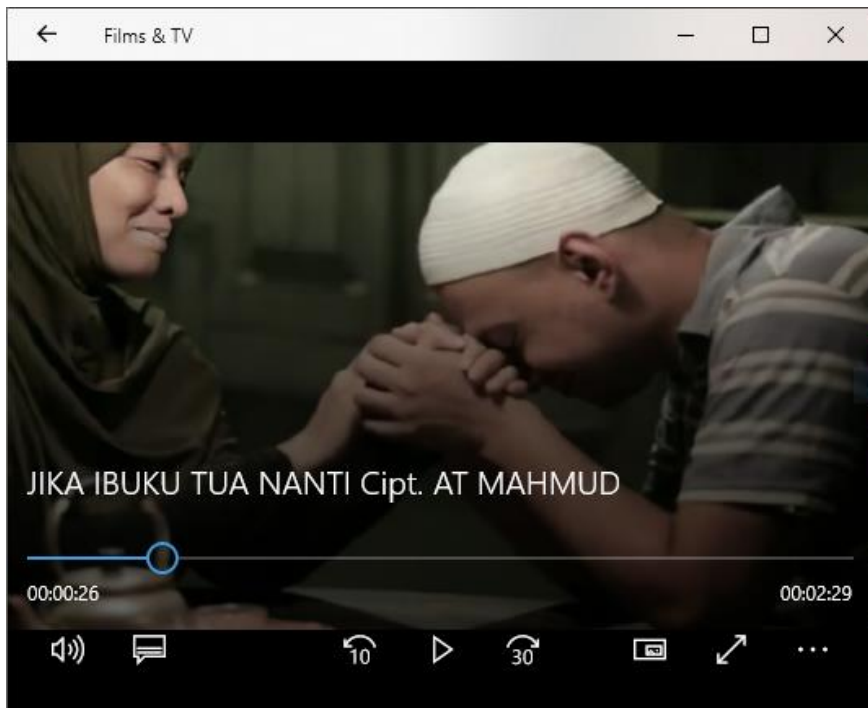 Films & TV
JIKA IBUKU TUA NANTI Cipt. AT MAHMUD
00:00:26
00:02:29
10
30